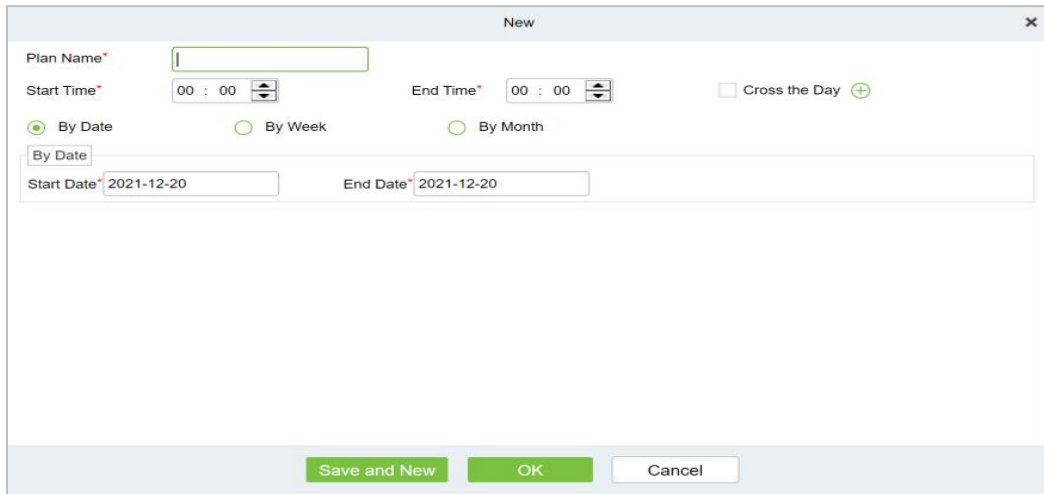 New
Plan Name*
Start Time* 00 : 00 End Time* 00 : 00 Cross the Day
By Date By Week By Month
By Date
Start Date* 2021-12-20 End Date* 2021-12-20
Save and New OK Cancel